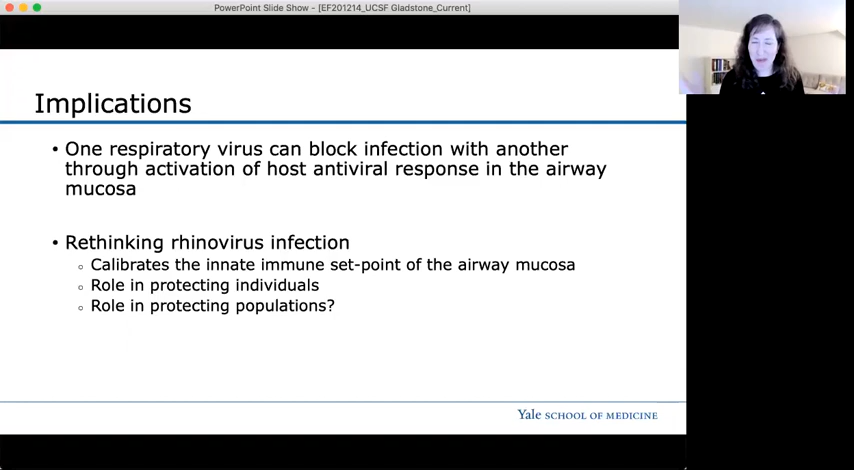 PowerPoint Slide Show - [EF201214_UCSF Gladstone_Current]
Implications
• One respiratory virus can block infection with another
through activation of host antiviral response in the airway
mucosa
• Rethinking rhinovirus infection
○ Calibrates the innate immune set-point of the airway mucosa
○ Role in protecting individuals
○ Role in protecting populations?
Yale SCHOOL OF MEDICINE